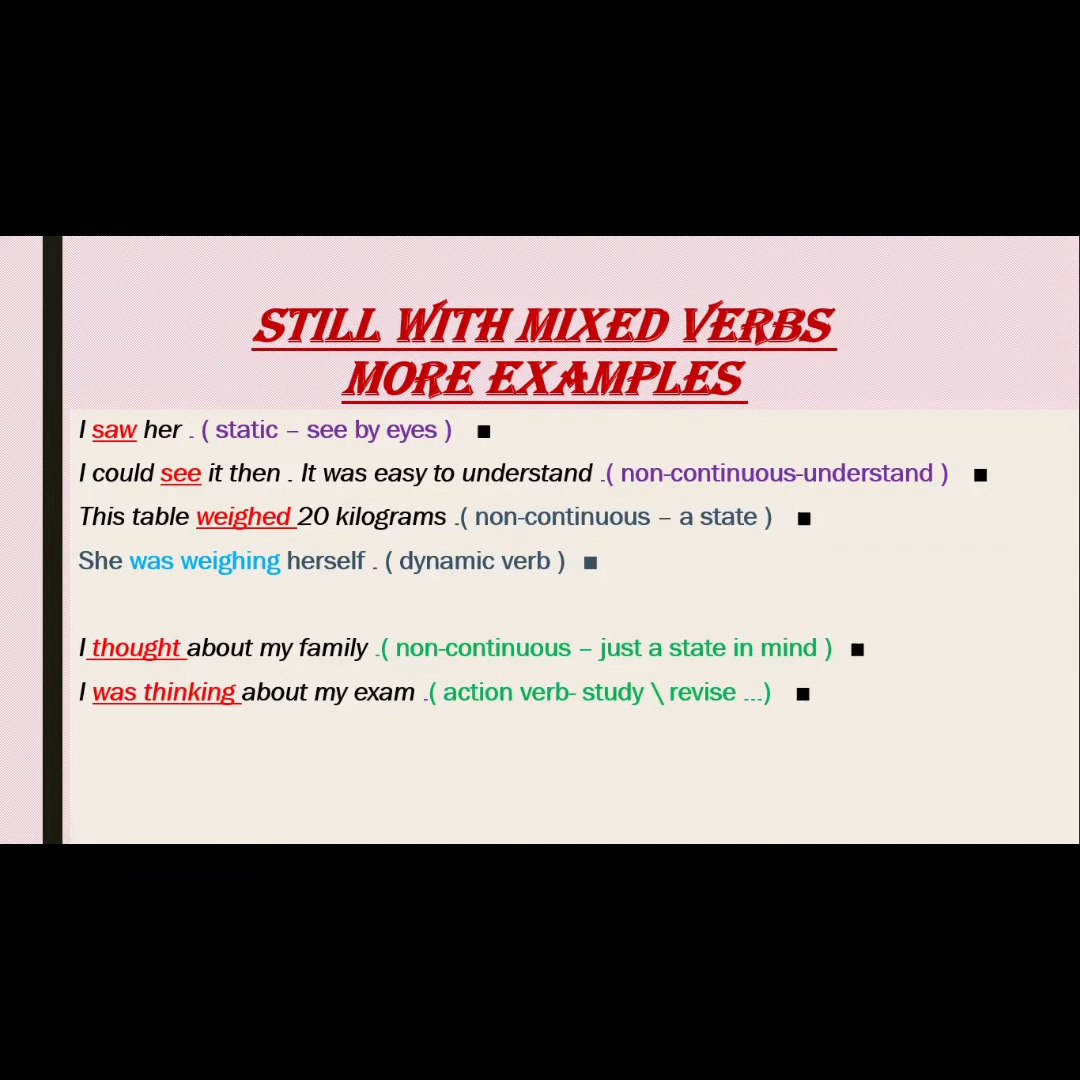 STILL WITH MIXED VERBS
MORE EXAMPLES
I saw her . ( static – see by eyes ) ■
I could see it then . It was easy to understand .( non-continuous-understand ) ■
This table weighed 20 kilograms .( non-continuous – a state ) ■
She was weighing herself . ( dynamic verb ) ■
I thought about my family .( non-continuous – just a state in mind ) ■
I was thinking about my exam .( action verb- study \ revise ...) ■